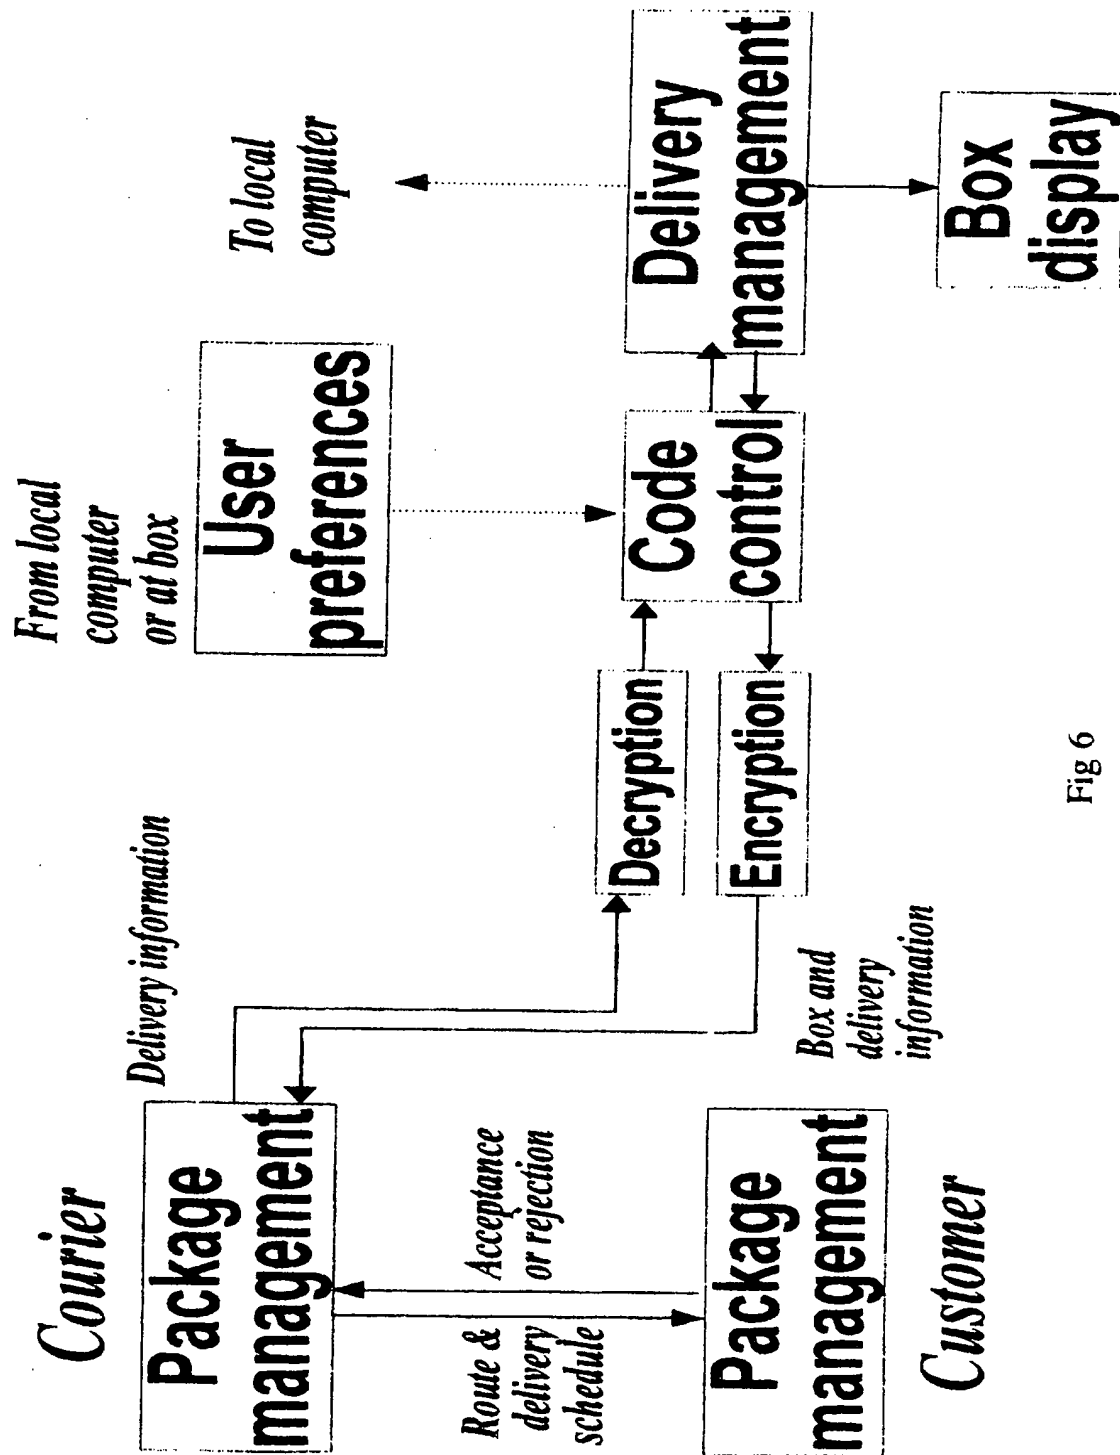 Courier
Package
management
Delivery information
Route &
delivery
schedule
Acceptance
or rejection
Package
management
Customer
From local
computer
or at box
User
preferences
To local
computer
Decryption
Encryption
Box and
delivery
information
Code
control
Delivery
management
Box
display
Fig 6